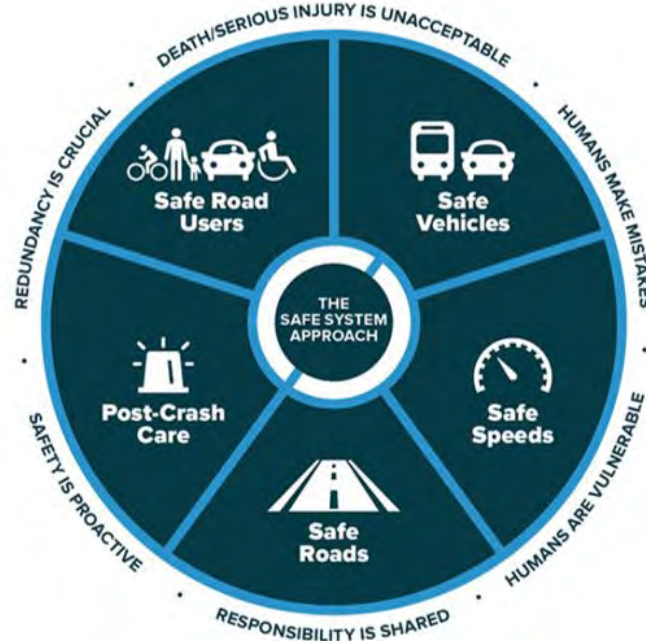 DEATH/SERIOUS INJURY IS UNACCEPTABLE
HUMANS MAKE MISTAKES
HUMANS ARE VULNERABLE
RESPONSIBILITY IS SHARED
SAFETY IS PROACTIVE
REDUNDANCY IS CRUCIAL
Safe Road
Users
Safe
Vehicles
THE
SAFE SYSTEM
APPROACH
Post-Crash
Care
Safe
Speeds
Safe
Roads